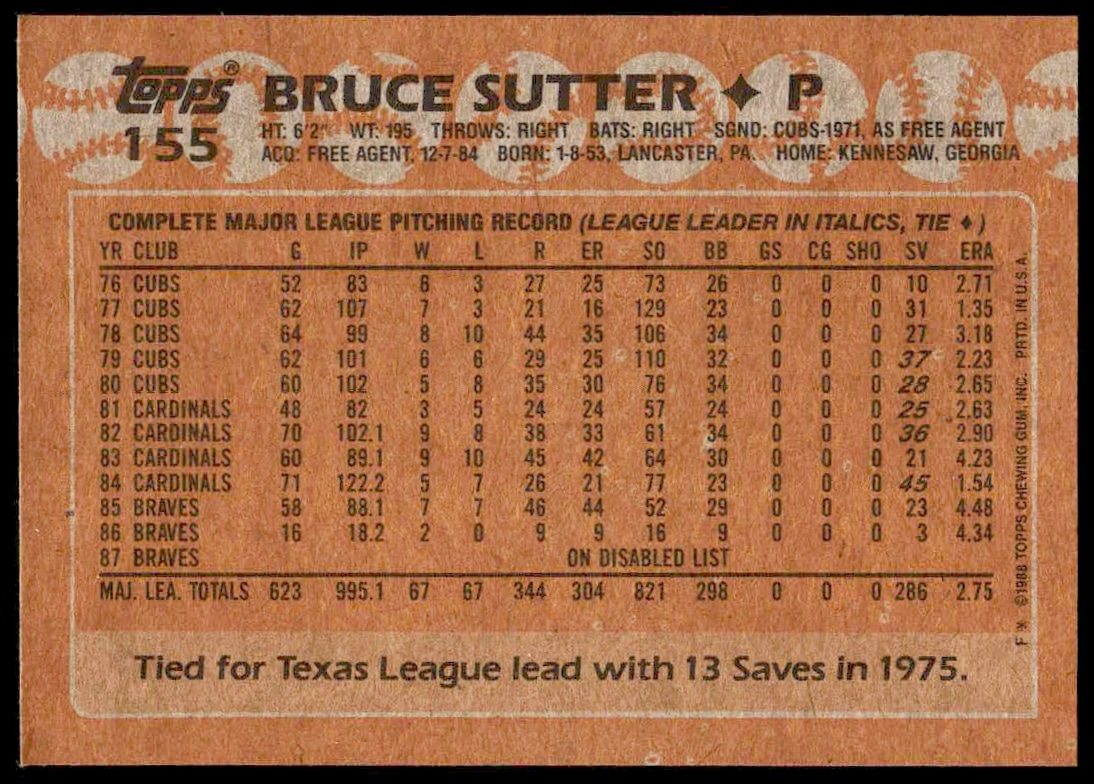 topps® BRUCE SUTTER ✦ P
155 HT: 6'2" WT: 195 THROWS: RIGHT BATS: RIGHT SGND: CUBS-1971, AS FREE AGENT
ACQ: FREE AGENT, 12-7-84 BORN: 1-8-53, LANCASTER, PA. HOME: KENNESAW, GEORGIA
COMPLETE MAJOR LEAGUE PITCHING RECORD (LEAGUE LEADER IN ITALICS, TIE ♦)
YR CLUB G IP W L R ER SO BB GS CG SHO SV ERA
76 CUBS 52 83 6 3 27 25 73 26 0 0 0 10 2.71
77 CUBS 62 107 7 3 21 16 129 23 0 0 0 31 1.35
78 CUBS 64 99 8 10 44 35 106 34 0 0 0 27 3.18
79 CUBS 62 101 6 6 29 25 110 32 0 0 0 37 2.23
80 CUBS 60 102 5 8 35 30 76 34 0 0 0 28 2.65
81 CARDINALS 48 82 3 5 24 24 57 24 0 0 0 25 2.63
82 CARDINALS 70 102.1 9 8 38 33 61 34 0 0 0 36 2.90
83 CARDINALS 60 89.1 9 10 45 42 64 30 0 0 0 21 4.23
84 CARDINALS 71 122.2 5 7 26 21 77 23 0 0 0 45 1.54
85 BRAVES 58 88.1 7 7 46 44 52 29 0 0 0 23 4.48
86 BRAVES 16 18.2 2 0 9 9 16 9 0 0 0 3 4.34
87 BRAVES ON DISABLED LIST
MAJ. LEA. TOTALS 623 995.1 67 67 344 304 821 298 0 0 0 286 2.75
Tied for Texas League lead with 13 Saves in 1975.
F * ©1988 TOPPS CHEWING GUM, INC. PRTD. IN U.S.A.